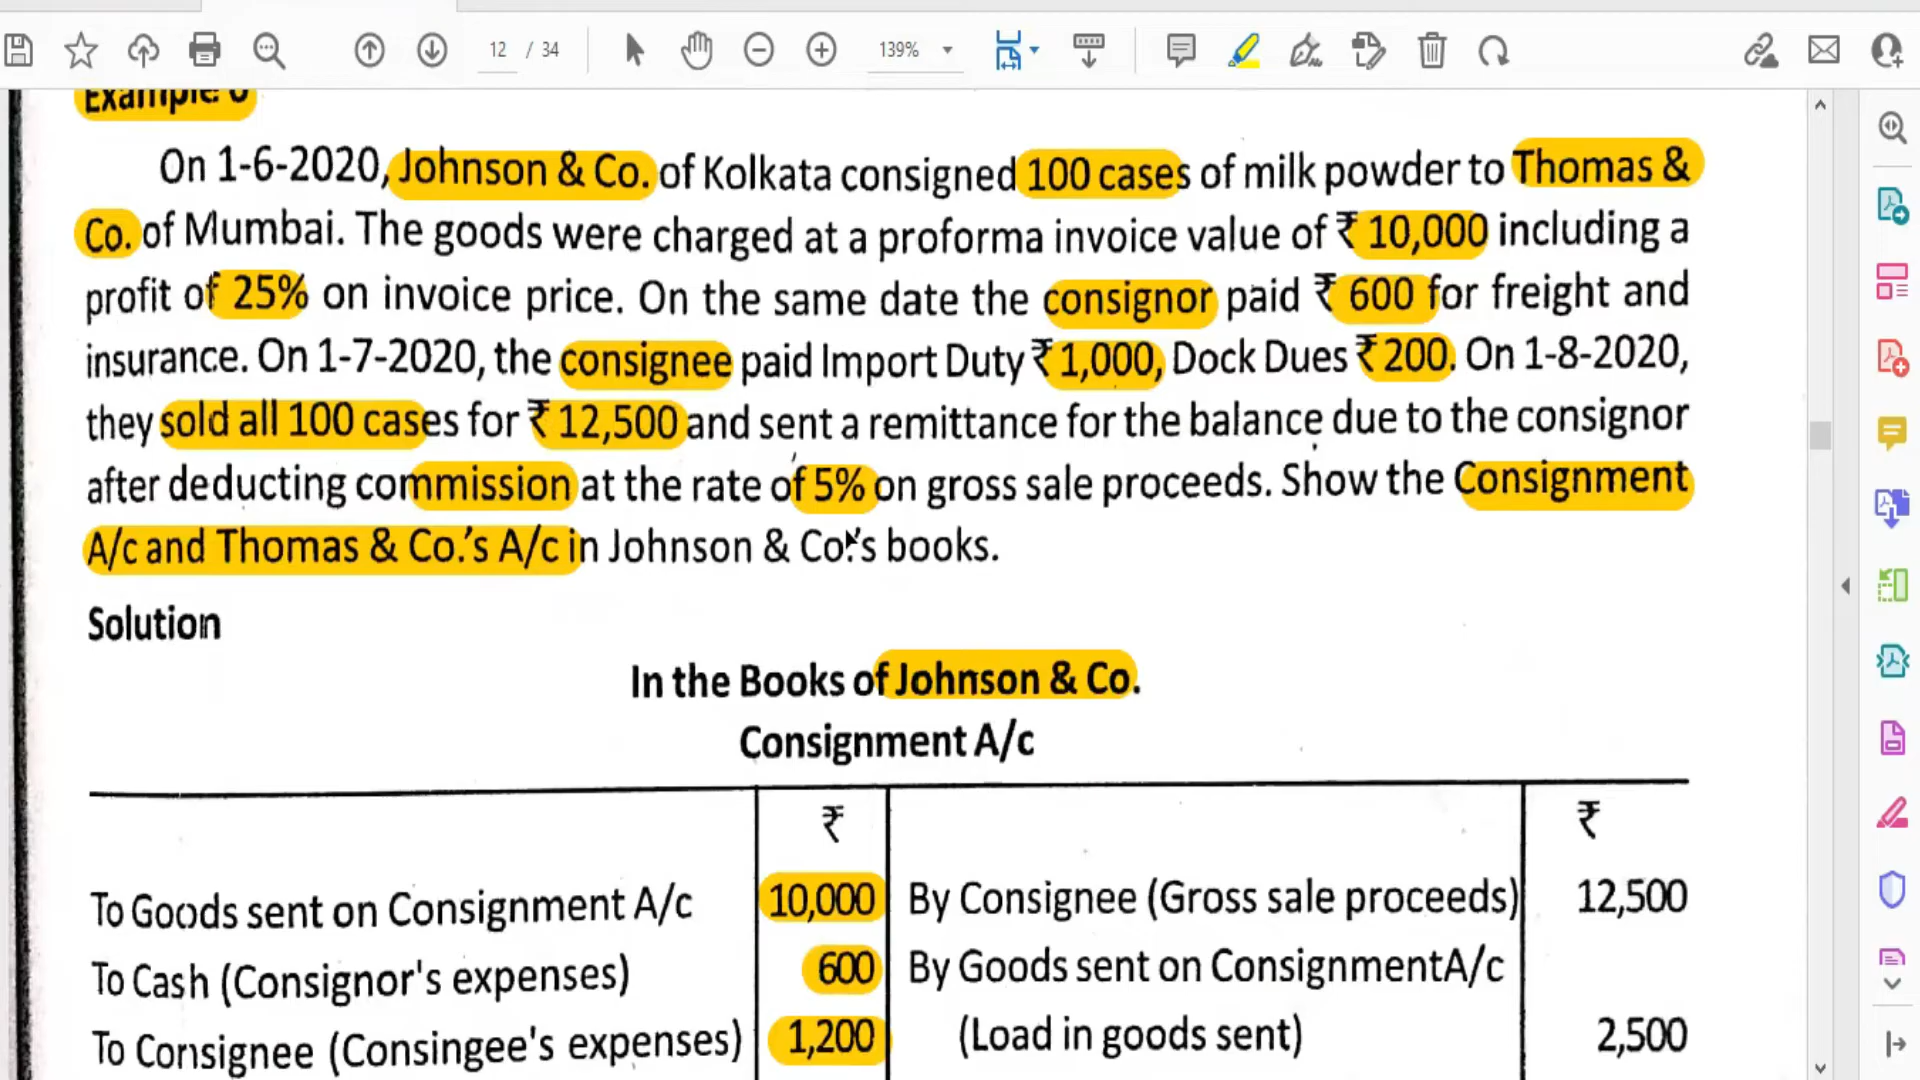 12 / 34
139%
Example 6
On 1-6-2020, Johnson & Co. of Kolkata consigned 100 cases of milk powder to Thomas &
Co. of Mumbai. The goods were charged at a proforma invoice value of ₹ 10,000 including a
profit of 25% on invoice price. On the same date the consignor paid ₹ 600 for freight and
insurance. On 1-7-2020, the consignee paid Import Duty ₹ 1,000, Dock Dues ₹ 200. On 1-8-2020,
they sold all 100 cases for ₹ 12,500 and sent a remittance for the balance due to the consignor
after deducting commission at the rate of 5% on gross sale proceeds. Show the Consignment
A/c and Thomas & Co.'s A/c in Johnson & Co.'s books.
Solution
In the Books of Johnson & Co.
Consignment A/c
₹ ₹
To Goods sent on Consignment A/c 10,000 By Consignee (Gross sale proceeds) 12,500
To Cash (Consignor's expenses) 600 By Goods sent on Consignment A/c
To Consignee (Consingee's expenses) 1,200 (Load in goods sent) 2,500